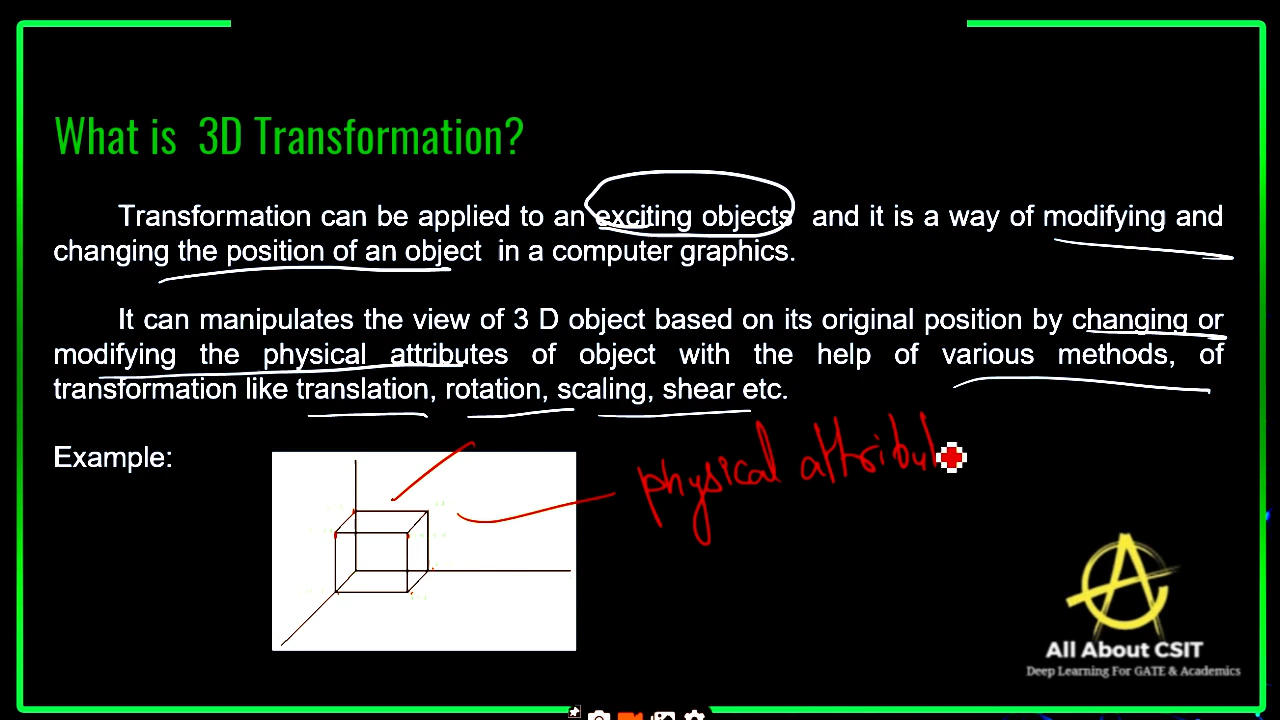 What is 3D Transformation?
Transformation can be applied to an exciting objects and it is a way of modifying and
changing the position of an object in a computer graphics.
It can manipulates the view of 3 D object based on its original position by changing or
modifying the physical attributes of object with the help of various methods, of
transformation like translation, rotation, scaling, shear etc.
Example:
physical attribut
All About CSIT
Deep Learning For GATE & Academics